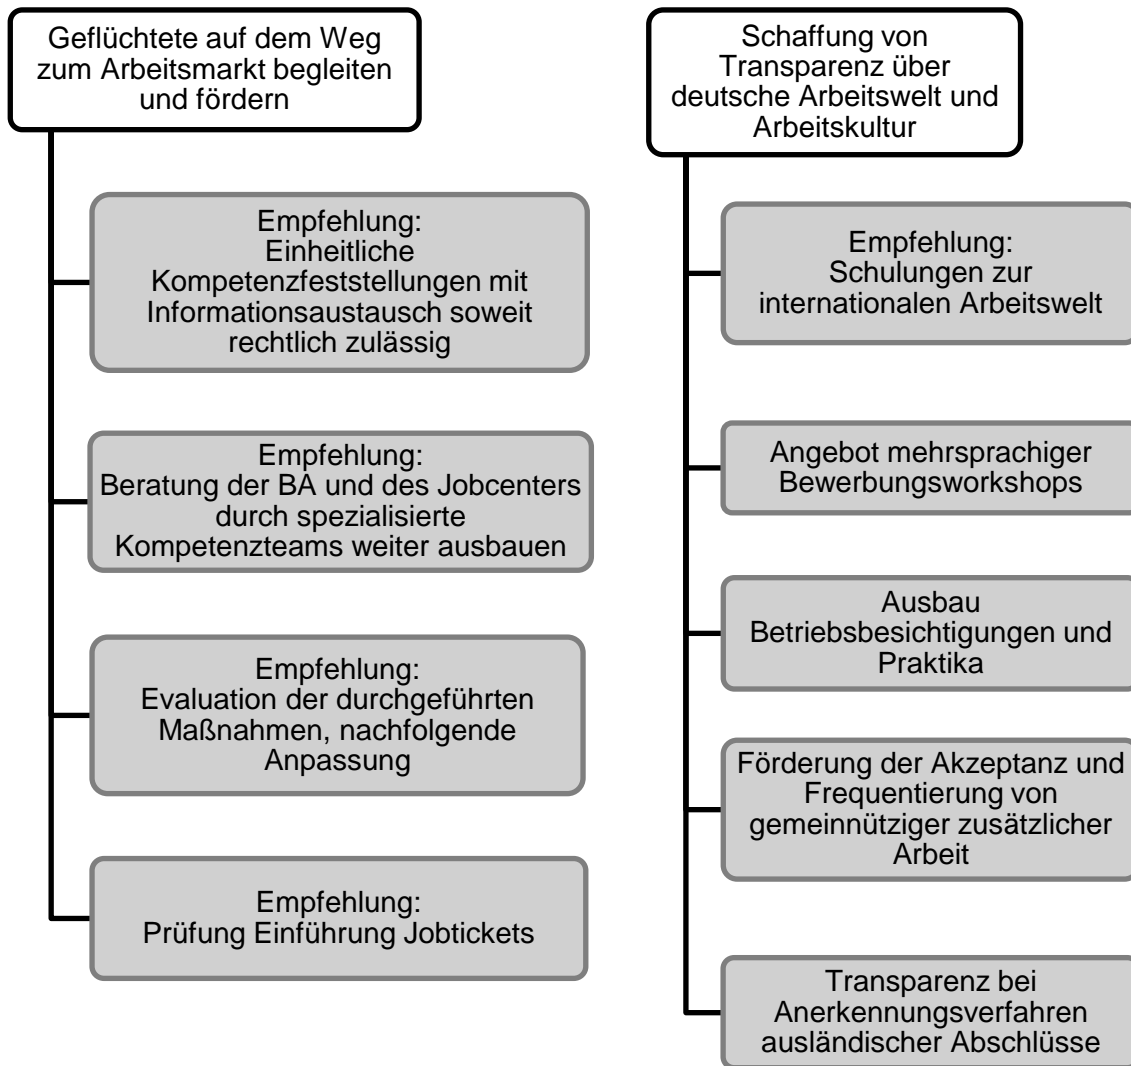 Geflüchtete auf dem Weg
zum Arbeitsmarkt begleiten
und fördern
Empfehlung:
Einheitliche
Kompetenzfeststellungen mit
Informationsaustausch soweit
rechtlich zulässig
Empfehlung:
Beratung der BA und des Jobcenters
durch spezialisierte
Kompetenzteams weiter ausbauen
Empfehlung:
Evaluation der durchgeführten
Maßnahmen, nachfolgende
Anpassung
Empfehlung:
Prüfung Einführung Jobtickets
Schaffung von
Transparenz über
deutsche Arbeitswelt und
Arbeitskultur
Empfehlung:
Schulungen zur
internationalen Arbeitswelt
Angebot mehrsprachiger
Bewerbungsworkshops
Ausbau
Betriebsbesichtigungen und
Praktika
Förderung der Akzeptanz und
Frequentierung von
gemeinnütziger zusätzlicher
Arbeit
Transparenz bei
Anerkennungsverfahren
ausländischer Abschlüsse